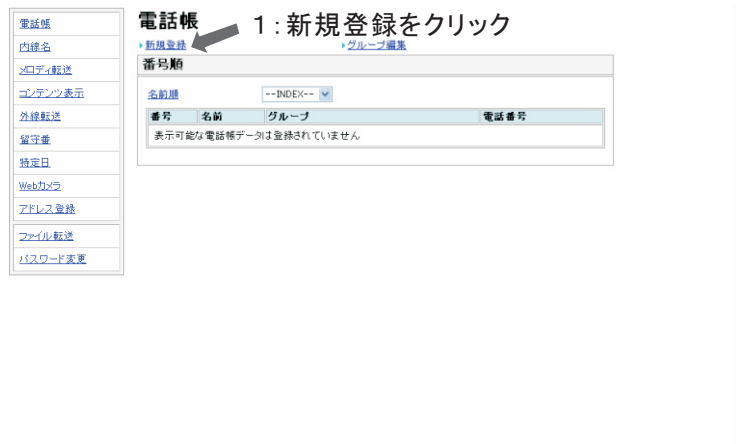 電話帳
内線名
メロディ転送
コンテンツ表示
外線転送
留守番
特定日
Webカメラ
アドレス登録
ファイル転送
パスワード変更
電話帳
1:新規登録をクリック
新規登録
グループ編集
番号順
名前順 --INDEX--
番号 名前 グループ 電話番号
表示可能な電話帳データは登録されていません